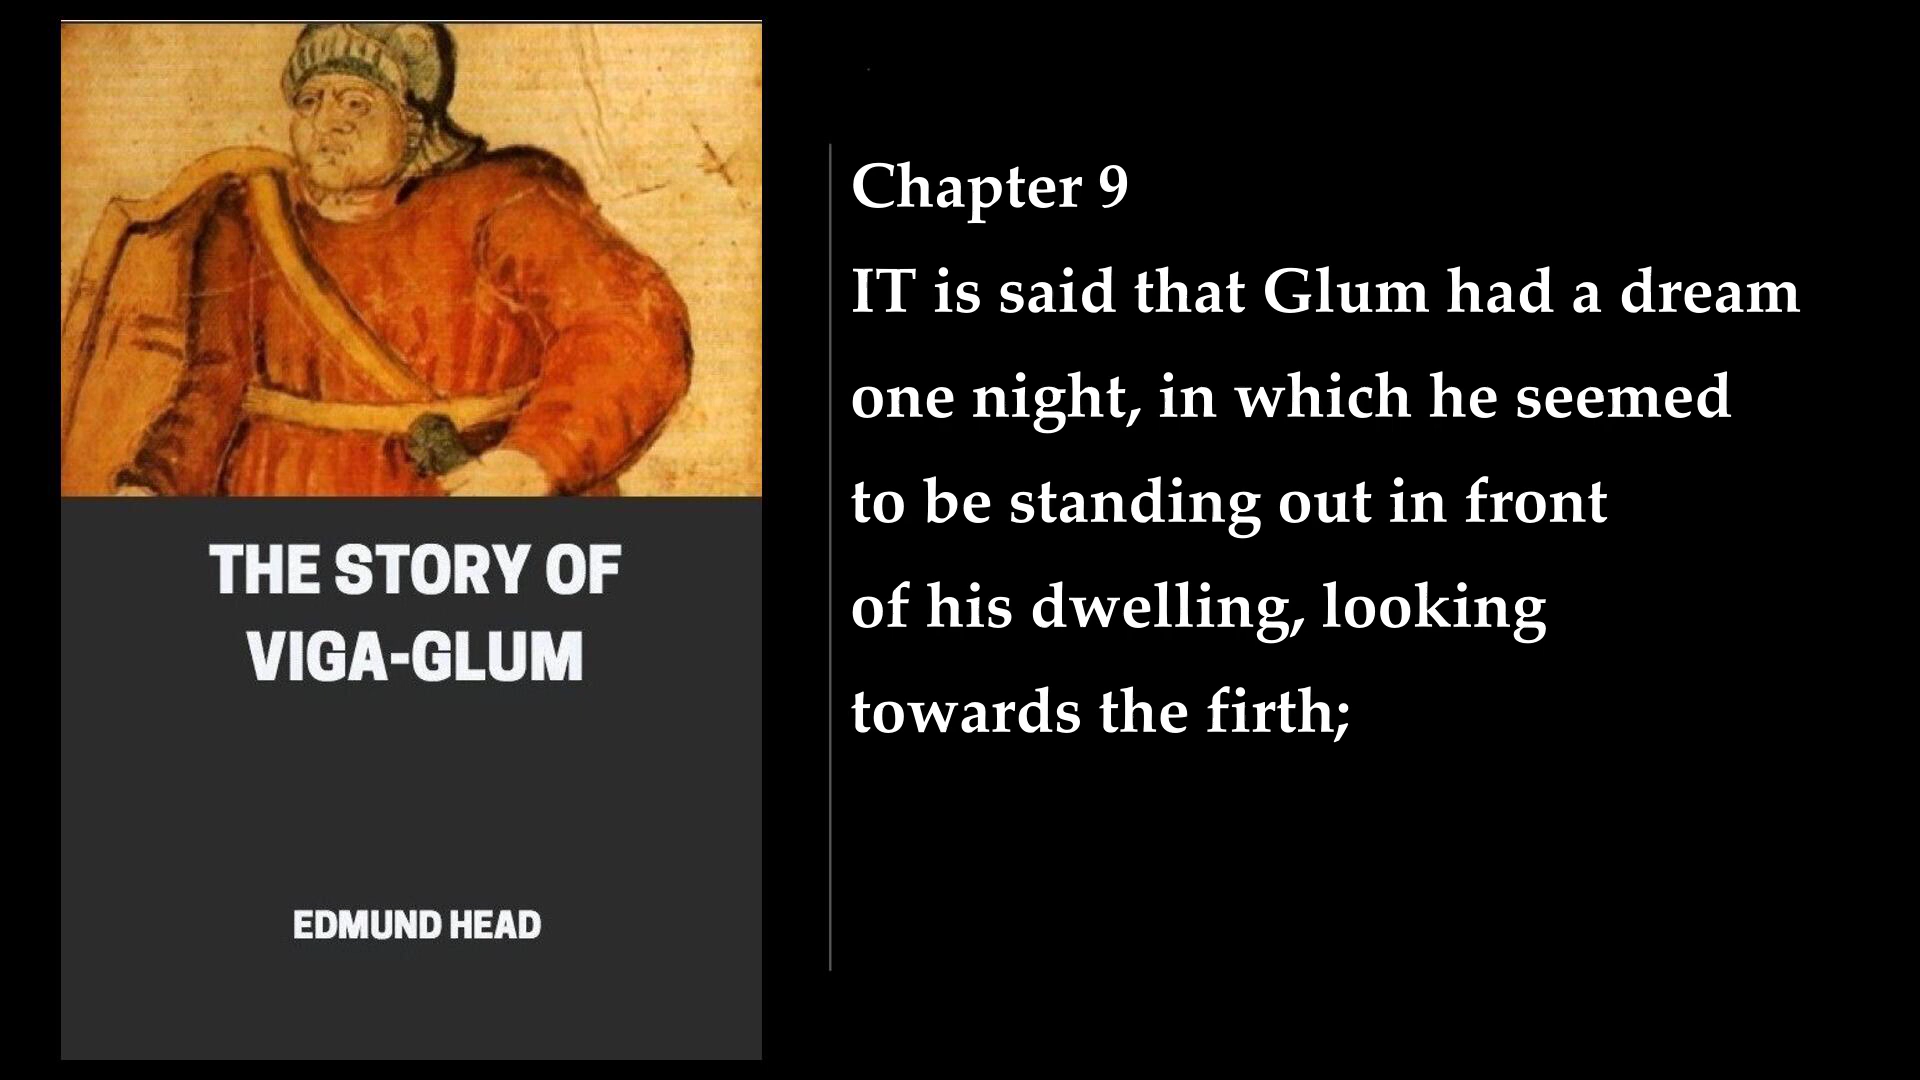 THE STORY OF
VIGA-GLUM
EDMUND HEAD
Chapter 9
IT is said that Glum had a dream
one night, in which he seemed
to be standing out in front
of his dwelling, looking
towards the firth;